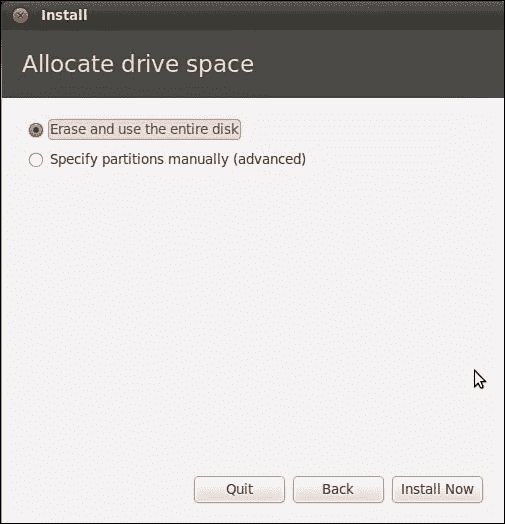 Install
Allocate drive space
Erase and use the entire disk
Specify partitions manually (advanced)
Quit Back Install Now